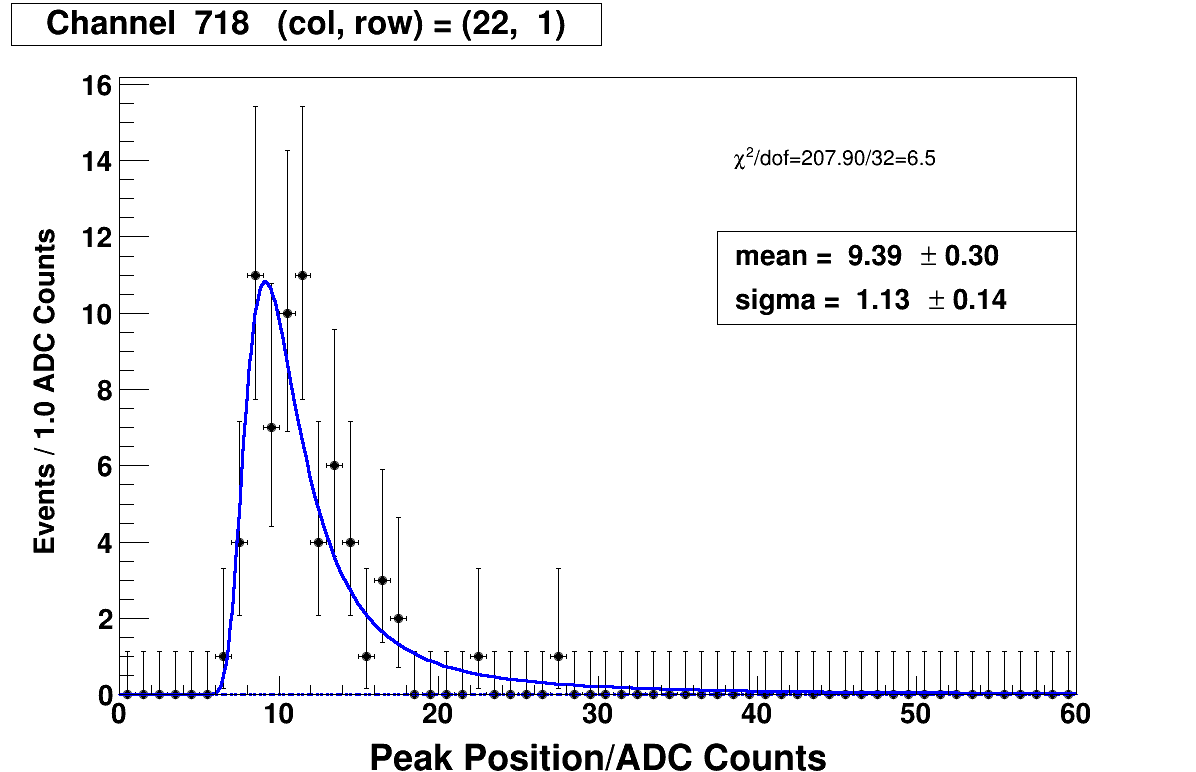 Channel 718 (col, row) = (22, 1)
16
14
12
10
8
6
4
2
0
Events / 1.0 ADC Counts
χ²/dof=207.90/32=6.5
mean = 9.39 ± 0.30
sigma = 1.13 ± 0.14
0 10 20 30 40 50 60
Peak Position/ADC Counts